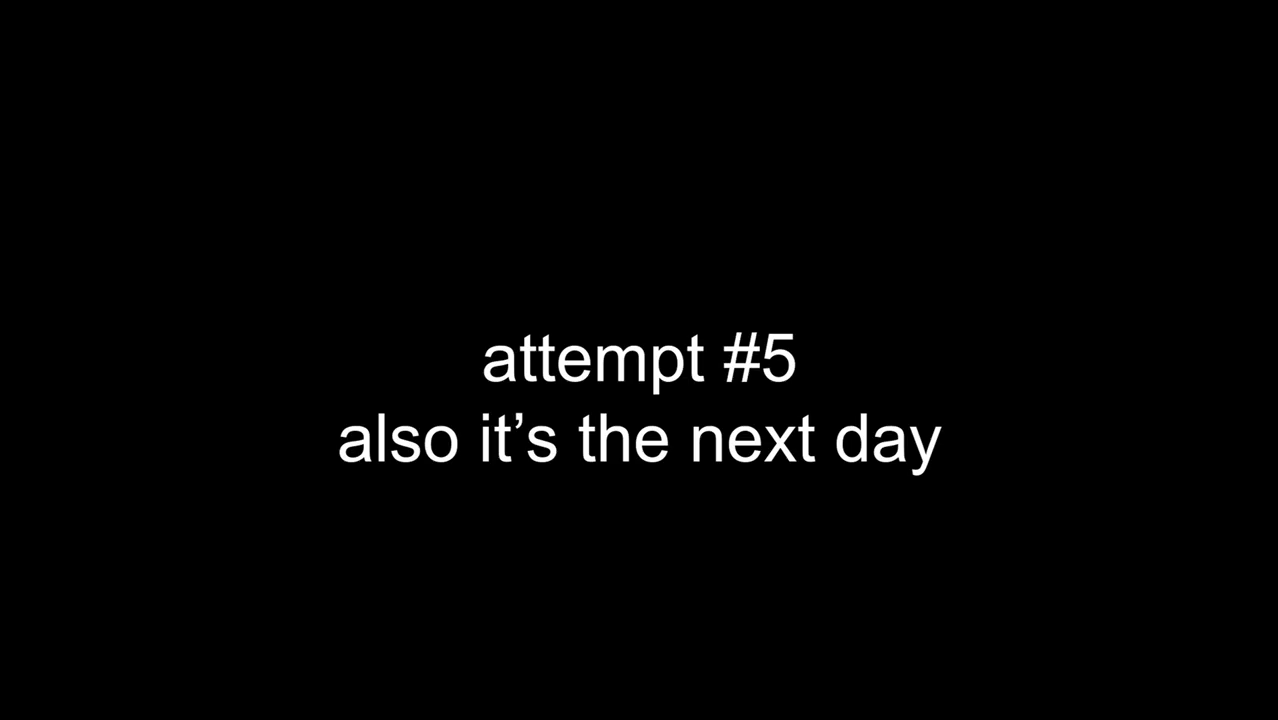 attempt #5
also it’s the next day